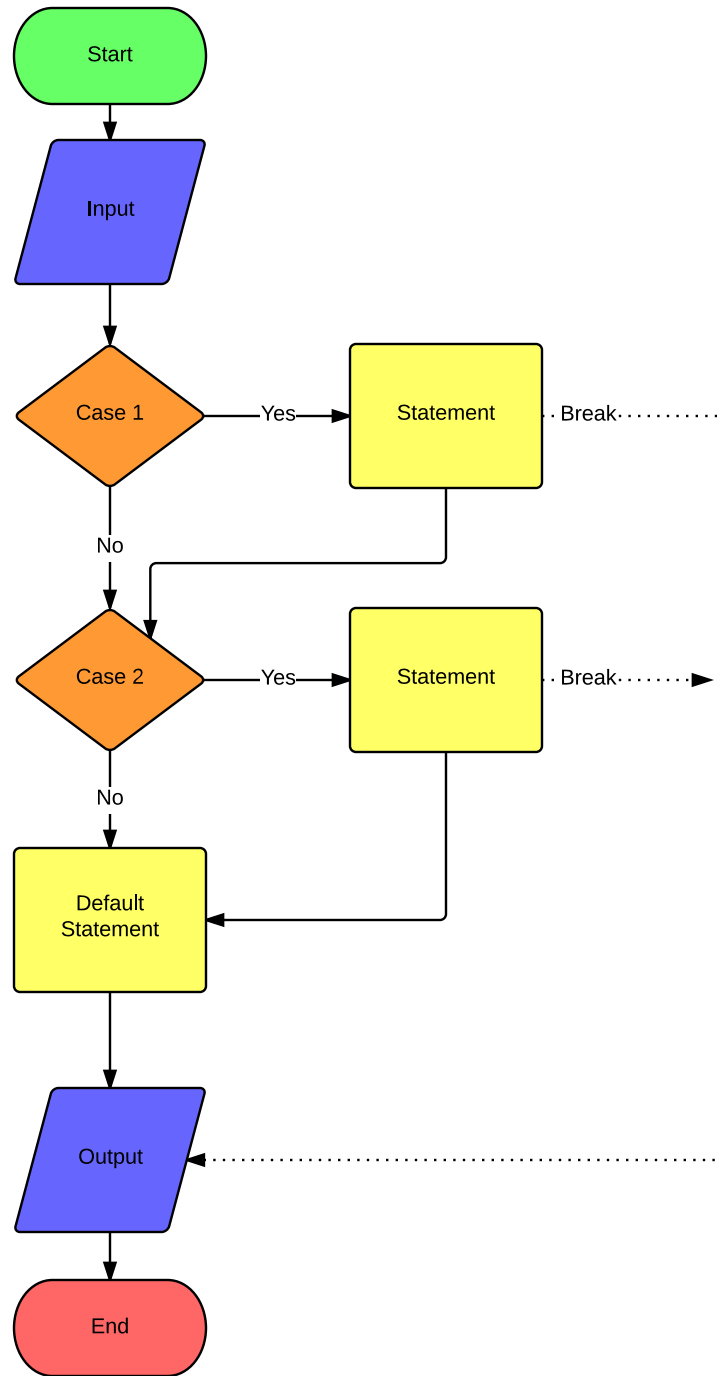 Start
Input
Case 1
Yes
Statement
Break
No
Case 2
Yes
Statement
Break
No
Default
Statement
Output
End